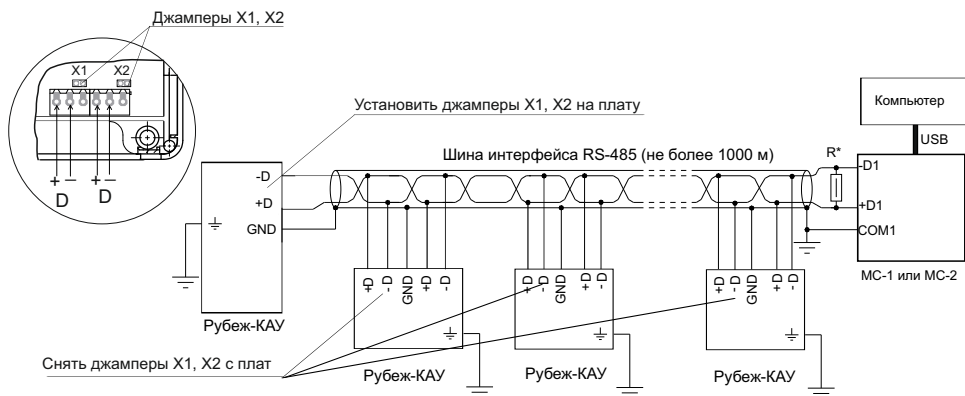 Джамперы X1, X2
X1 X2
+ − + −
D D
Установить джамперы X1, X2 на плату
Компьютер
USB
Шина интерфейса RS-485 (не более 1000 м)
R*
-D
+D
GND
-D1
+D1
COM1
МС-1 или МС-2
+D -D GND +D -D
+D -D GND +D -D
+D -D GND +D -D
Рубеж-КАУ
Снять джамперы X1, X2 с плат
Рубеж-КАУ
Рубеж-КАУ
Рубеж-КАУ